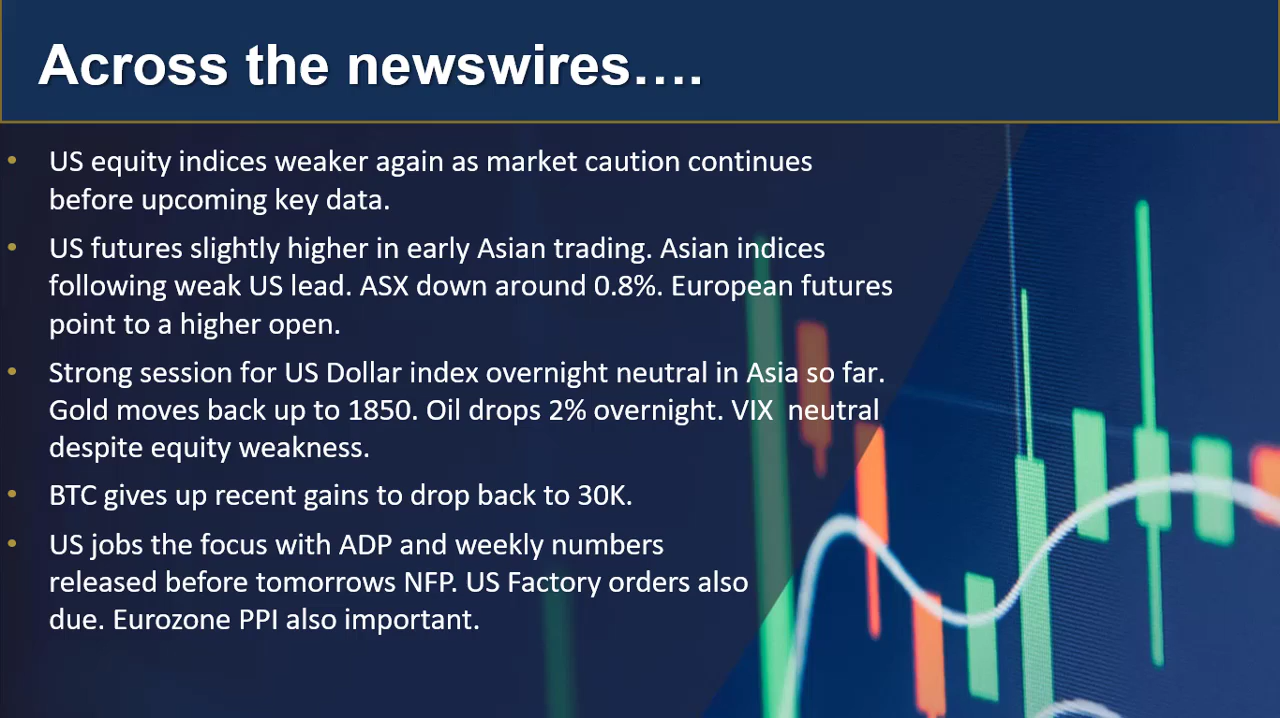 Across the newswires….
• US equity indices weaker again as market caution continues
before upcoming key data.
• US futures slightly higher in early Asian trading. Asian indices
following weak US lead. ASX down around 0.8%. European futures
point to a higher open.
• Strong session for US Dollar index overnight neutral in Asia so far.
Gold moves back up to 1850. Oil drops 2% overnight. VIX  neutral
despite equity weakness.
• BTC gives up recent gains to drop back to 30K.
• US jobs the focus with ADP and weekly numbers
released before tomorrows NFP. US Factory orders also
due. Eurozone PPI also important.